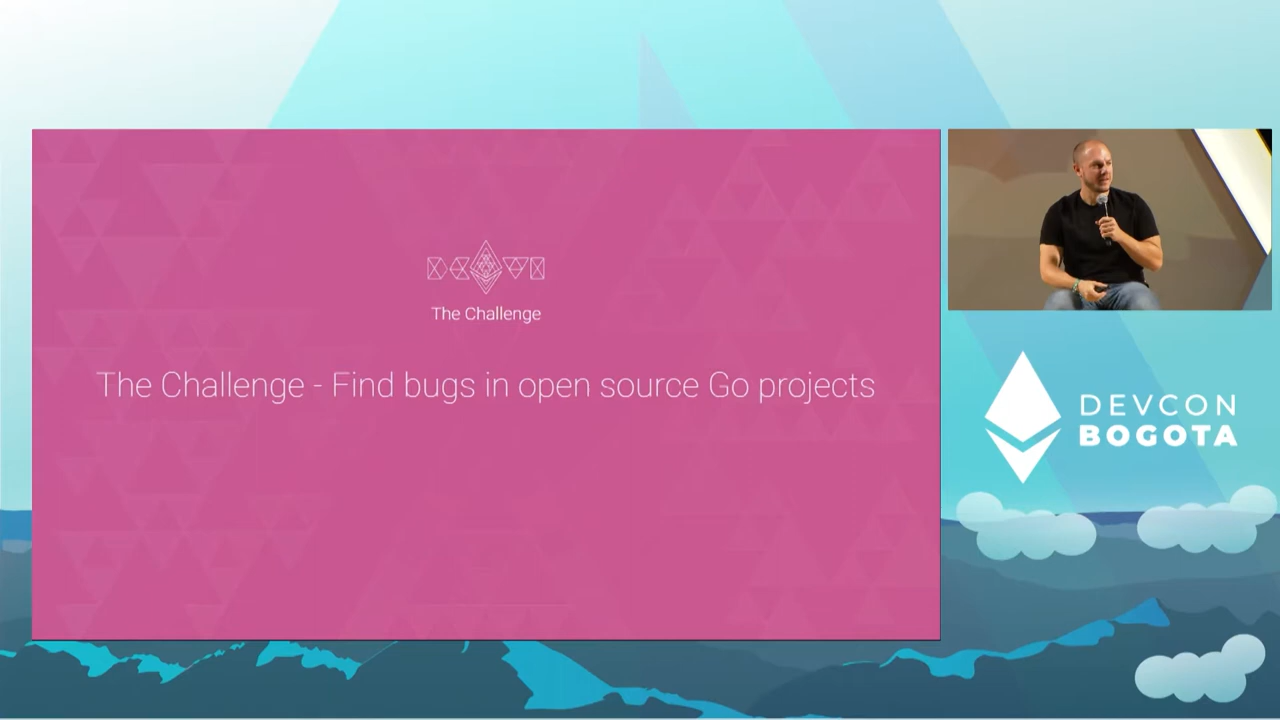 The Challenge
The Challenge - Find bugs in open source Go projects
DEVCON
BOGOTA